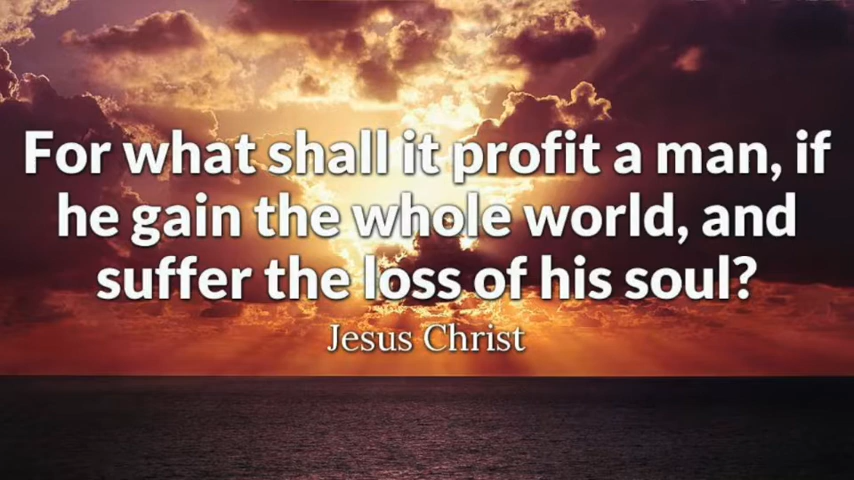 For what shall it profit a man, if
he gain the whole world, and
suffer the loss of his soul?
Jesus Christ